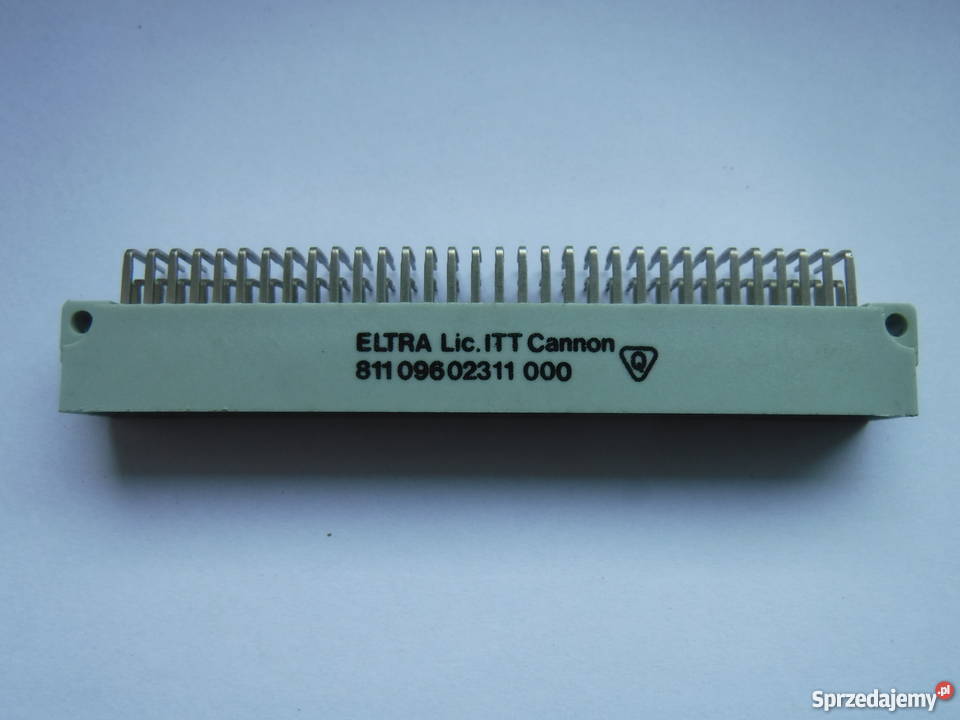 ELTRA Lic. ITT Cannon
811 096 02311 000
Q
Sprzedajemy.pl